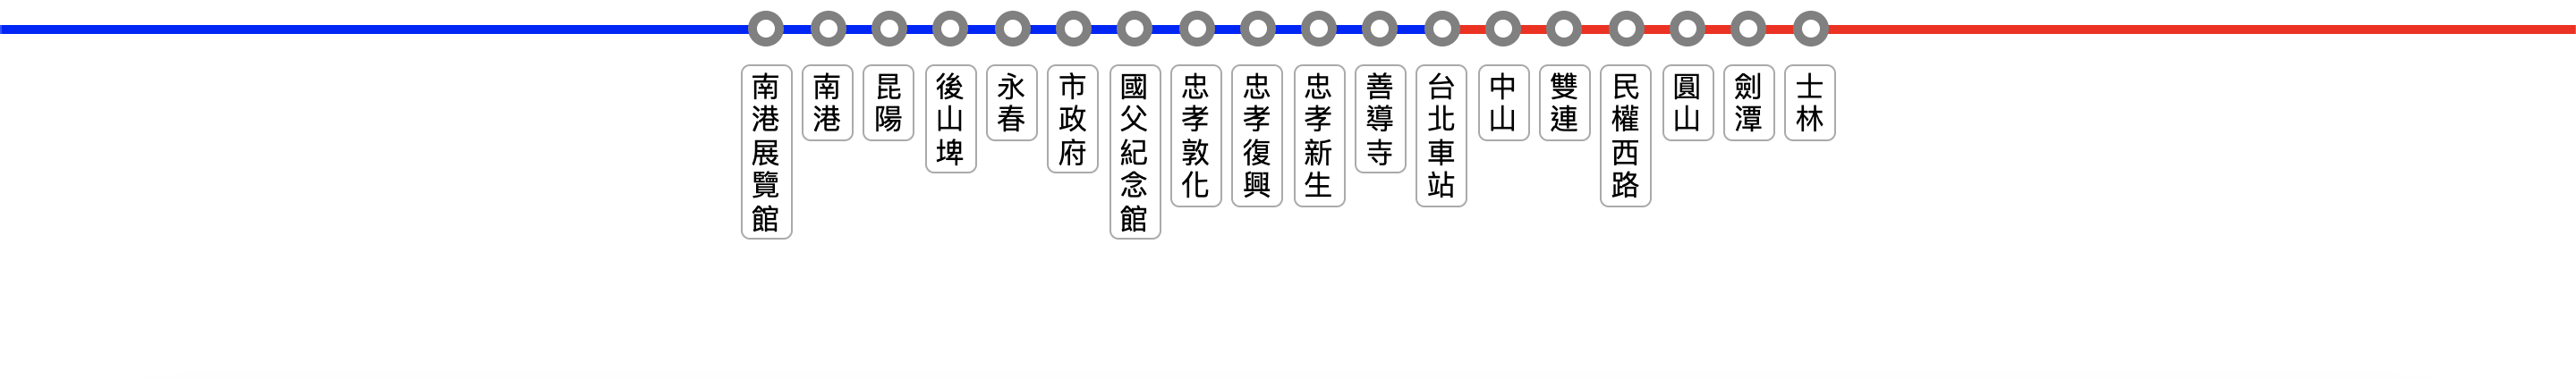 南港展覽館
南港
昆陽
後山埤
永春
市政府
國父紀念館
忠孝敦化
忠孝復興
忠孝新生
善導寺
台北車站
中山
雙連
民權西路
圓山
劍潭
士林